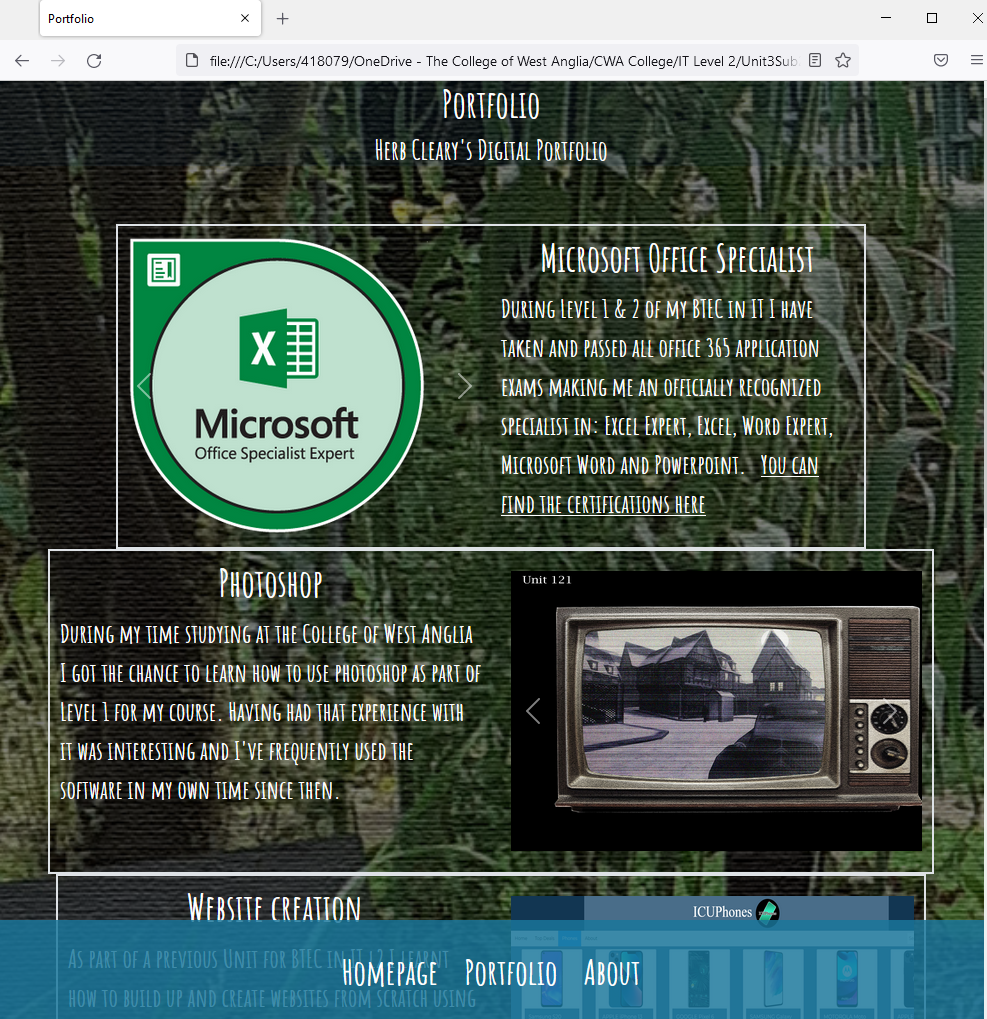 Portfolio
file:///C:/Users/418079/OneDrive - The College of West Anglia/CWA College/IT Level 2/Unit3Sub
Portfolio
Herb Cleary's Digital Portfolio
X
Microsoft
Office Specialist Expert
Microsoft Office Specialist
During Level 1 & 2 of my BTEC in IT I have
taken and passed all office 365 application
exams making me an officially recognized
specialist in: Excel Expert, Excel, Word Expert,
Microsoft Word and Powerpoint. You can
find the certifications here
Photoshop
During my time studying at the College of West Anglia
I got the chance to learn how to use photoshop as part of
Level 1 for my course. Having had that experience with
it was interesting and I've frequently used the
software in my own time since then.
Unit 121
Website creation
As part of a previous Unit for BTEC in IT I learnt
how to build up and create websites from scratch using
ICUPhones
Homepage Portfolio About